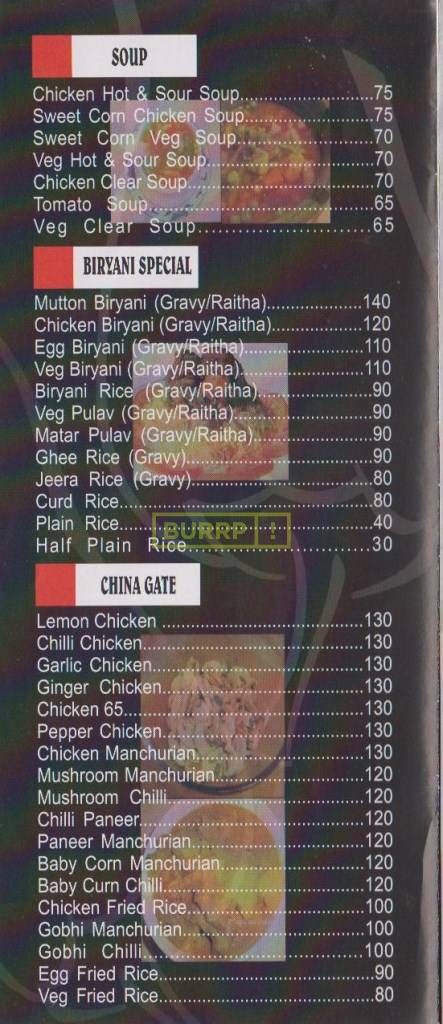 SOUP
Chicken Hot & Sour Soup.......................75
Sweet Corn Chicken Soup......................75
Sweet Corn Veg Soup........................70
Veg Hot & Sour Soup............................70
Chicken Clear Soup...............................70
Tomato Soup......................................65
Veg Clear Soup.........................65
BIRYANI SPECIAL
Mutton Biryani (Gravy/Raitha)...................140
Chicken Biryani (Gravy/Raitha)..................120
Egg Biryani (Gravy/Raitha).......................110
Veg Biryani (Gravy/Raitha).......................110
Biryani Rice (Gravy/Raitha).......................90
Veg Pulav (Gravy/Raitha)...........................90
Matar Pulav (Gravy/Raitha)........................90
Ghee Rice (Gravy).....................................90
Jeera Rice (Gravy)....................................80
Curd Rice..................................................80
Plain Rice..................................................40
BURRP !
Half Plain Rice...........................30
CHINA GATE
Lemon Chicken ........................................130
Chilli Chicken............................................130
Garlic Chicken..........................................130
Ginger Chicken........................................130
Chicken 65................................................130
Pepper Chicken........................................130
Chicken Manchurian.................................130
Mushroom Manchurian.............................120
Mushroom Chilli.......................................120
Chilli Paneer.............................................120
Paneer Manchurian..................................120
Baby Corn Manchurian.............................120
Baby Curn Chilli........................................120
Chicken Fried Rice...................................100
Gobhi Manchurian....................................100
Gobhi Chilli...........................................100
Egg Fried Rice...........................................90
Veg Fried Rice...........................................80